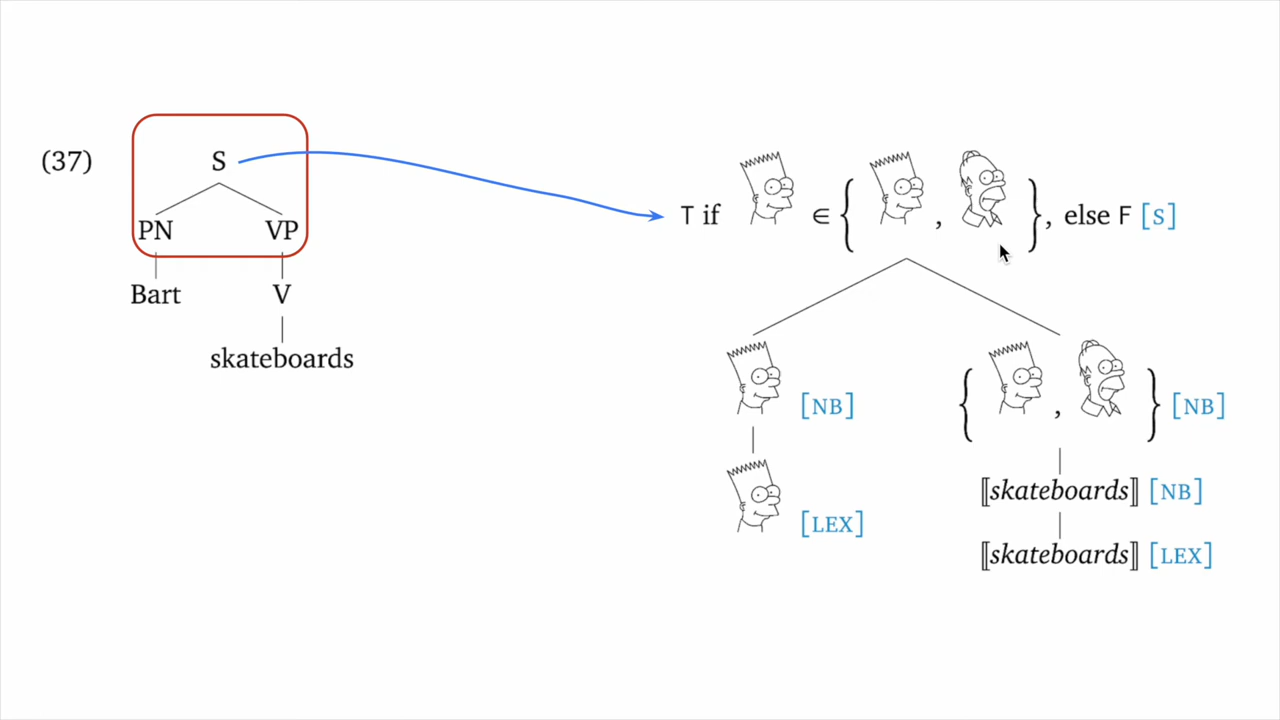 (37)
S
PN VP
Bart V
skateboards
T if ∈ { , }, else F [S]
[NB] { , } [NB]
⟦skateboards⟧ [NB]
[LEX]
⟦skateboards⟧ [LEX]